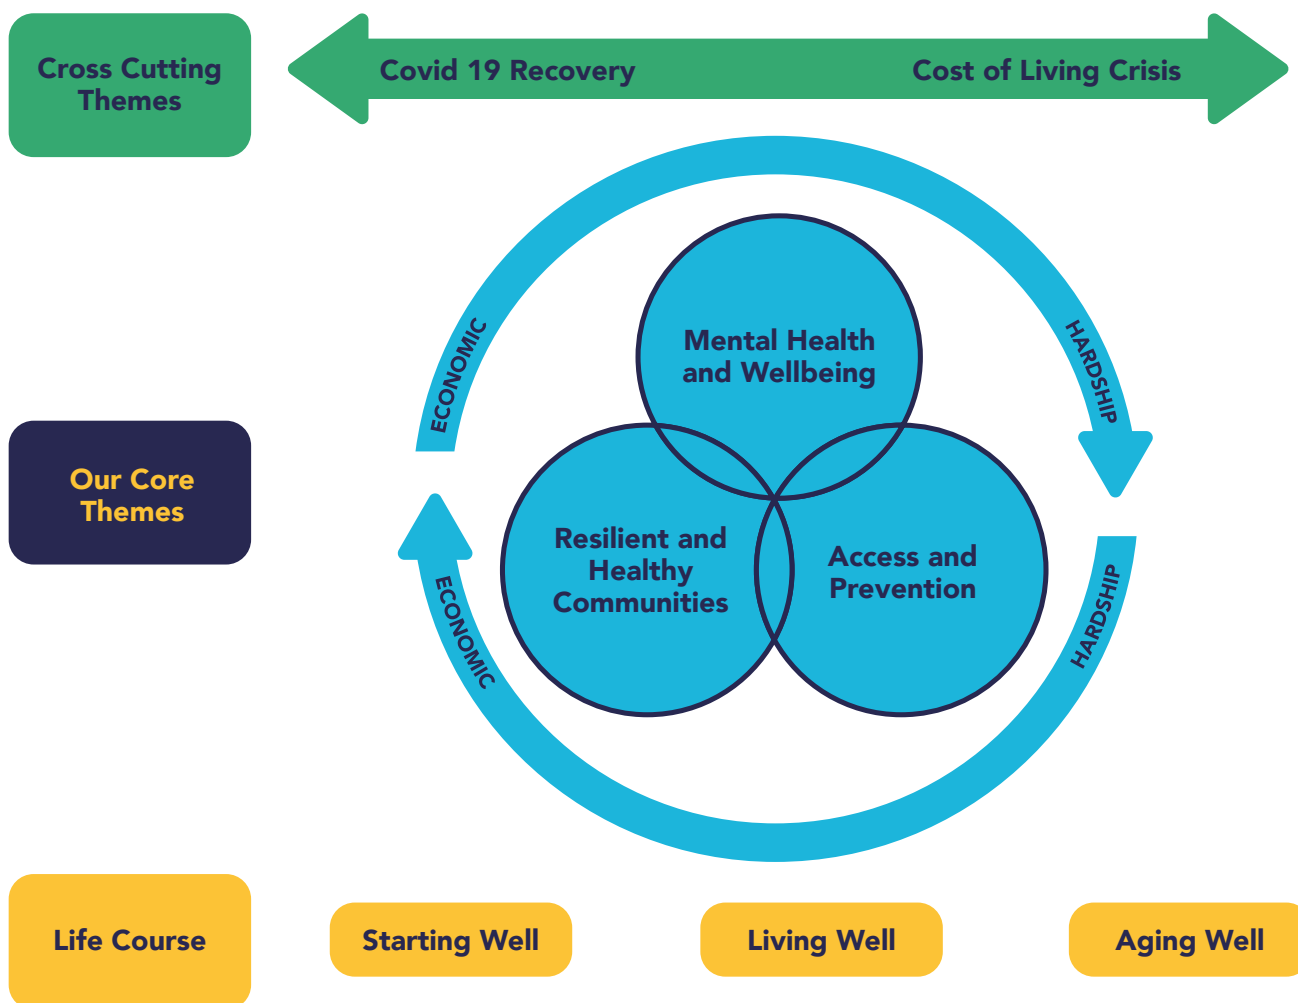 Cross Cutting
Themes
Covid 19 Recovery
Cost of Living Crisis
ECONOMIC
HARDSHIP
Mental Health
and Wellbeing
Our Core
Themes
Resilient and
Healthy
Communities
Access and
Prevention
ECONOMIC
HARDSHIP
Life Course
Starting Well
Living Well
Aging Well